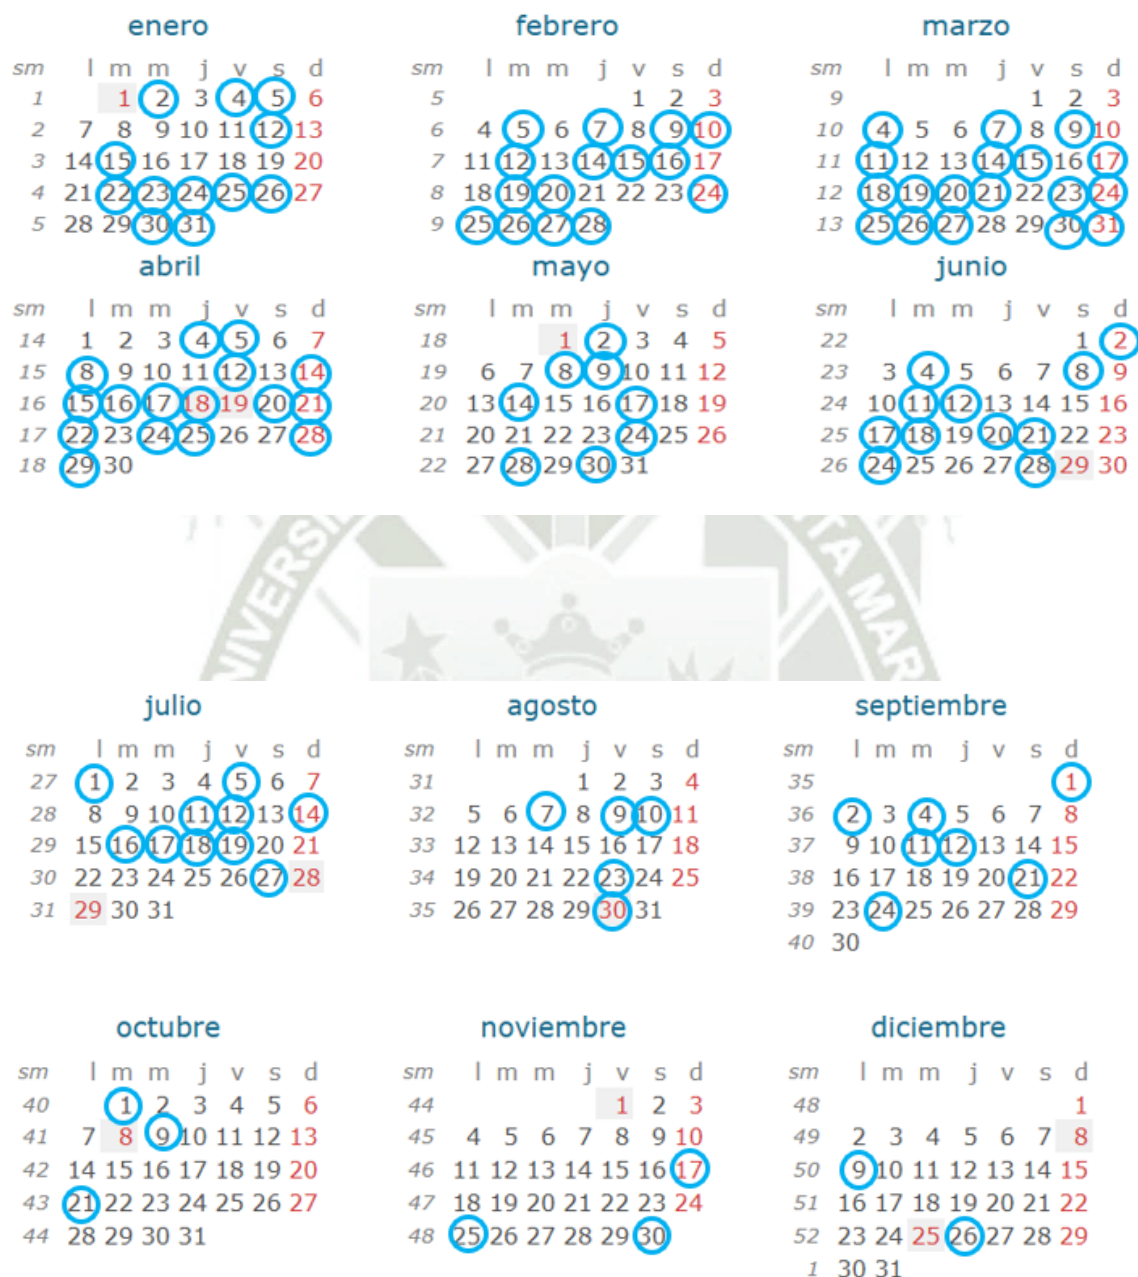 enero febrero marzo
sm l m m j v s d sm l m m j v s d sm l m m j v s d
1 1 2 3 4 5 6 5 1 2 3 9 1 2 3
2 7 8 9 10 11 12 13 6 4 5 6 7 8 9 10 10 4 5 6 7 8 9 10
3 14 15 16 17 18 19 20 7 11 12 13 14 15 16 17 11 11 12 13 14 15 16 17
4 21 22 23 24 25 26 27 8 18 19 20 21 22 23 24 12 18 19 20 21 22 23 24
5 28 29 30 31 9 25 26 27 28 13 25 26 27 28 29 30 31
abril mayo junio
sm l m m j v s d sm l m m j v s d sm l m m j v s d
14 1 2 3 4 5 6 7 18 1 2 3 4 5 22 1 2
15 8 9 10 11 12 13 14 19 6 7 8 9 10 11 12 23 3 4 5 6 7 8 9
16 15 16 17 18 19 20 21 20 13 14 15 16 17 18 19 24 10 11 12 13 14 15 16
17 22 23 24 25 26 27 28 21 20 21 22 23 24 25 26 25 17 18 19 20 21 22 23
18 29 30 22 27 28 29 30 31 26 24 25 26 27 28 29 30
NIVERSI TA MAR
julio agosto septiembre
sm l m m j v s d sm l m m j v s d sm l m m j v s d
27 1 2 3 4 5 6 7 31 1 2 3 4 35 1
28 8 9 10 11 12 13 14 32 5 6 7 8 9 10 11 36 2 3 4 5 6 7 8
29 15 16 17 18 19 20 21 33 12 13 14 15 16 17 18 37 9 10 11 12 13 14 15
30 22 23 24 25 26 27 28 34 19 20 21 22 23 24 25 38 16 17 18 19 20 21 22
31 29 30 31 35 26 27 28 29 30 31 39 23 24 25 26 27 28 29
40 30
octubre noviembre diciembre
sm l m m j v s d sm l m m j v s d sm l m m j v s d
40 1 2 3 4 5 6 44 1 2 3 48 1
41 7 8 9 10 11 12 13 45 4 5 6 7 8 9 10 49 2 3 4 5 6 7 8
42 14 15 16 17 18 19 20 46 11 12 13 14 15 16 17 50 9 10 11 12 13 14 15
43 21 22 23 24 25 26 27 47 18 19 20 21 22 23 24 51 16 17 18 19 20 21 22
44 28 29 30 31 48 25 26 27 28 29 30 52 23 24 25 26 27 28 29
1 30 31